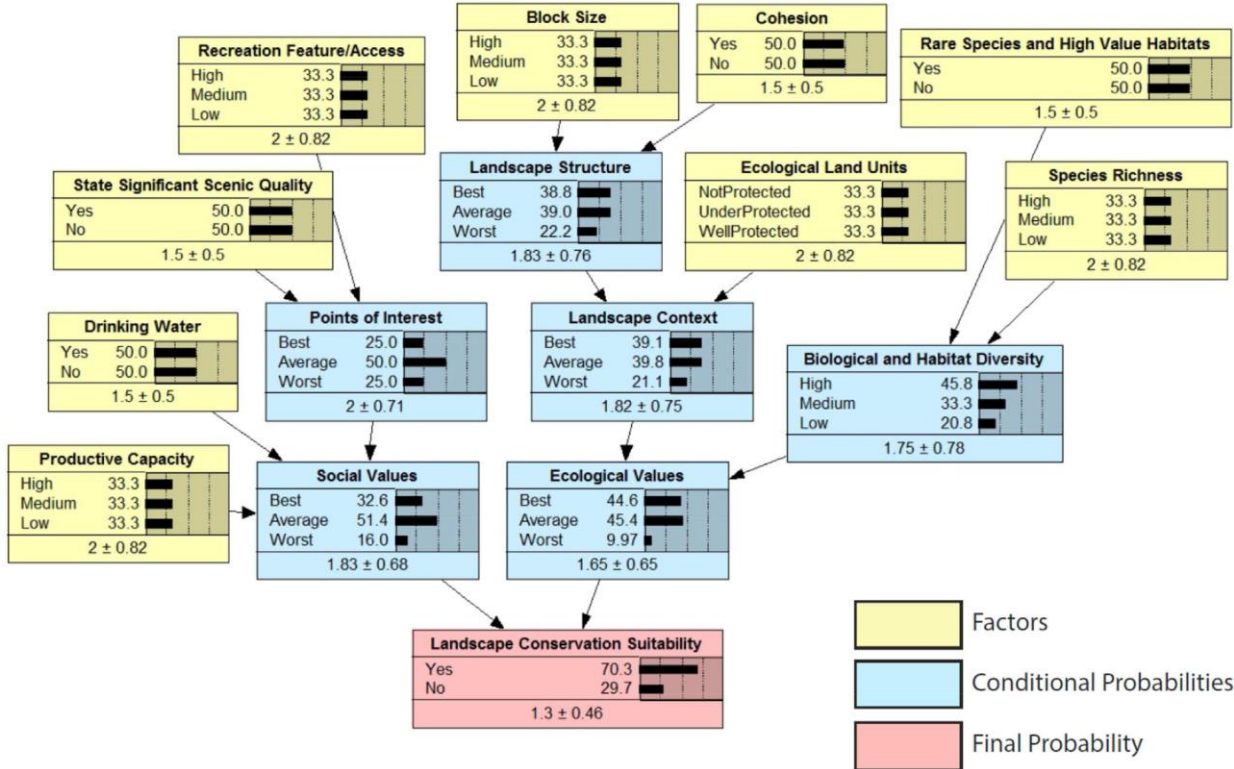 Block Size
High 33.3
Medium 33.3
Low 33.3
2 ± 0.82
Cohesion
Yes 50.0
No 50.0
1.5 ± 0.5
Rare Species and High Value Habitats
Yes 50.0
No 50.0
1.5 ± 0.5
Recreation Feature/Access
High 33.3
Medium 33.3
Low 33.3
2 ± 0.82
Landscape Structure
Best 38.8
Average 39.0
Worst 22.2
1.83 ± 0.76
Ecological Land Units
NotProtected 33.3
UnderProtected 33.3
WellProtected 33.3
2 ± 0.82
Species Richness
High 33.3
Medium 33.3
Low 33.3
2 ± 0.82
State Significant Scenic Quality
Yes 50.0
No 50.0
1.5 ± 0.5
Drinking Water
Yes 50.0
No 50.0
1.5 ± 0.5
Points of Interest
Best 25.0
Average 50.0
Worst 25.0
2 ± 0.71
Landscape Context
Best 39.1
Average 39.8
Worst 21.1
1.82 ± 0.75
Biological and Habitat Diversity
High 45.8
Medium 33.3
Low 20.8
1.75 ± 0.78
Productive Capacity
High 33.3
Medium 33.3
Low 33.3
2 ± 0.82
Social Values
Best 32.6
Average 51.4
Worst 16.0
1.83 ± 0.68
Ecological Values
Best 44.6
Average 45.4
Worst 9.97
1.65 ± 0.65
Landscape Conservation Suitability
Yes 70.3
No 29.7
1.3 ± 0.46
Factors
Conditional Probabilities
Final Probability